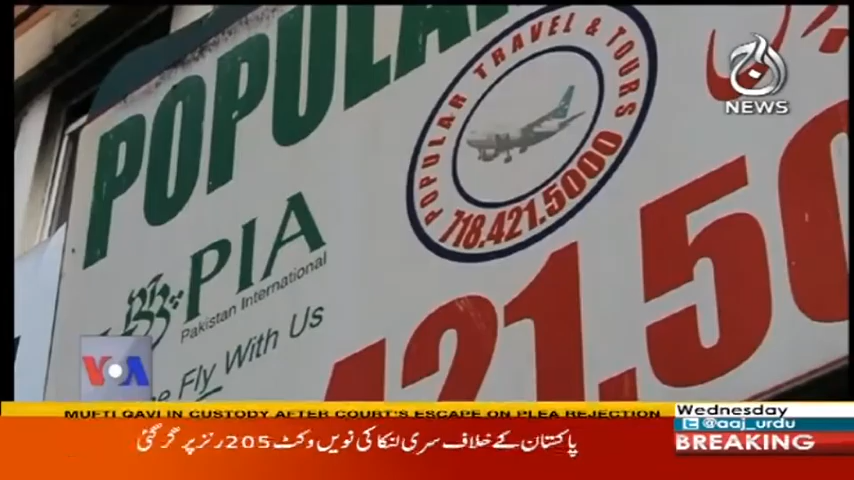 POPULAR
POPULAR TRAVEL & TOURS
718.421.5000
آج
NEWS
PIA
Pakistan International
Fly With Us
421.50
VOA
MUFTI QAVI IN CUSTODY AFTER COURT'S ESCAPE ON PLEA REJECTION
Wednesday
@aaj_urdu
پاکستان کے خلاف سری لنکا کی نویں وکٹ 205 رنز پر گر گئی
BREAKING